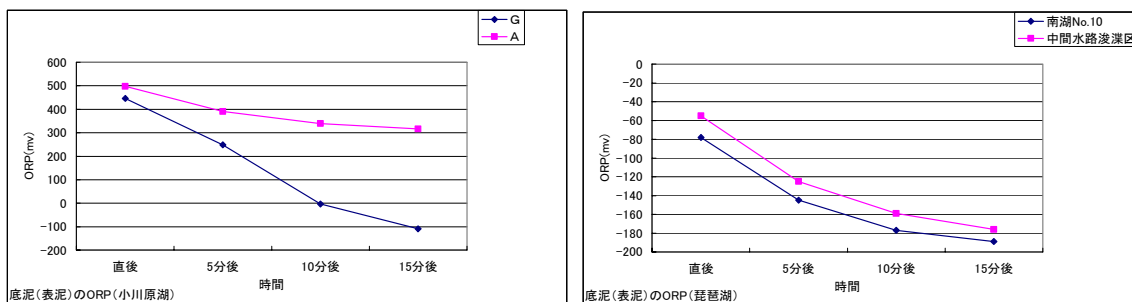 G
A
600
500
400
300
200
100
0
-100
-200
ORP(mv)
直後
5分後
10分後
15分後
時間
底泥(表泥)のORP(小川原湖)
南湖No.10
中間水路浚渫区
0
-20
-40
-60
-80
-100
-120
-140
-160
-180
-200
ORP(mv)
直後
5分後
10分後
15分後
時間
底泥(表泥)のORP(琵琶湖)